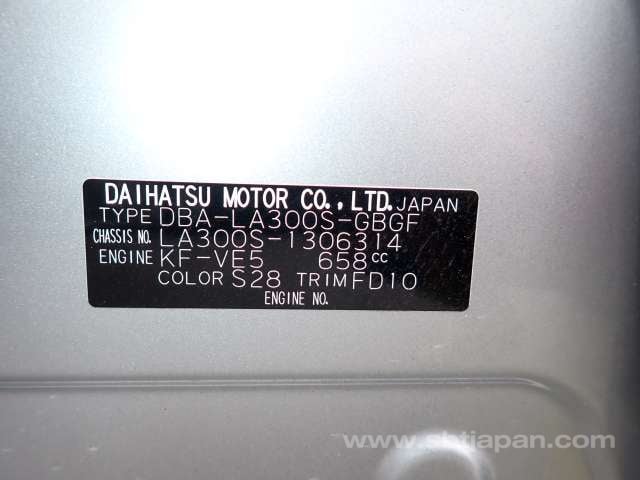 DAIHATSU MOTOR CO., LTD. JAPAN
TYPE DBA-LA300S-GBGF
CHASSIS NO. LA300S-1306314
ENGINE KF-VE5 658cc
COLOR S28 TRIM FD10
ENGINE NO.
www.sbtjapan.com